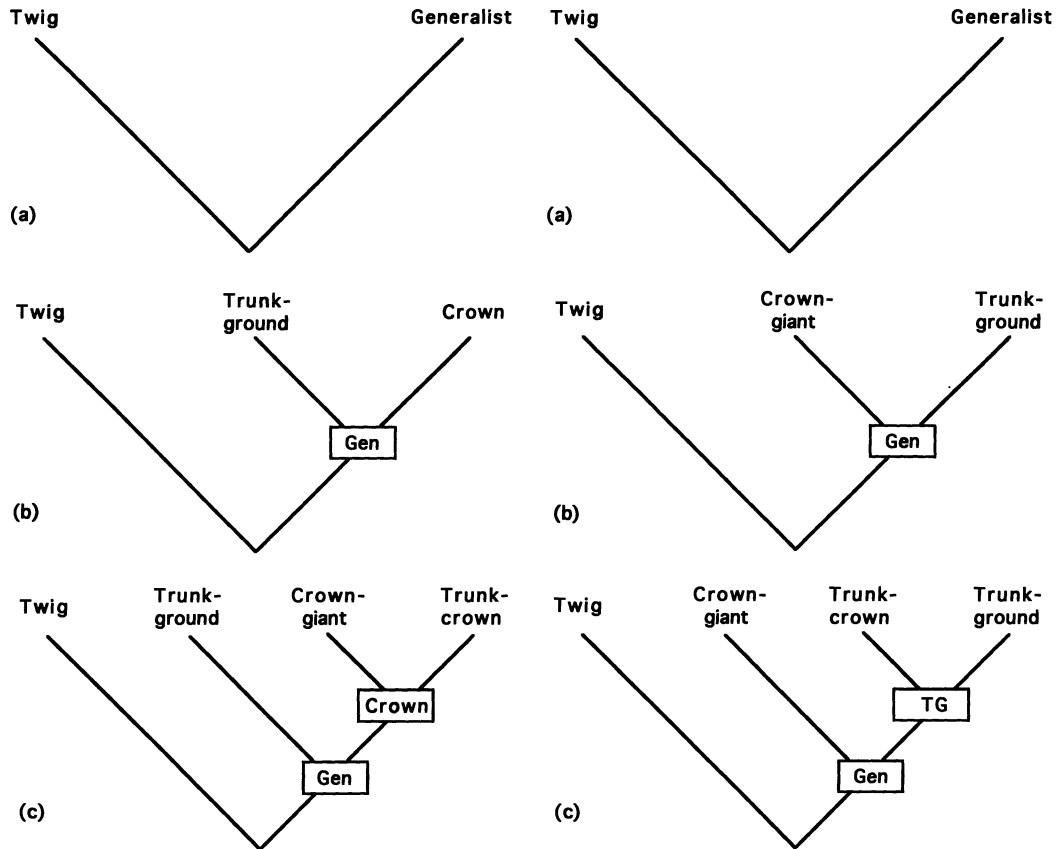 Twig
Generalist
(a)
Twig
Generalist
(a)
Twig
Trunk-
ground
Crown
Gen
(b)
Twig
Crown-
giant
Trunk-
ground
Gen
(b)
Twig
Trunk-
ground
Crown-
giant
Trunk-
crown
Crown
Gen
(c)
Twig
Crown-
giant
Trunk-
crown
Trunk-
ground
TG
Gen
(c)